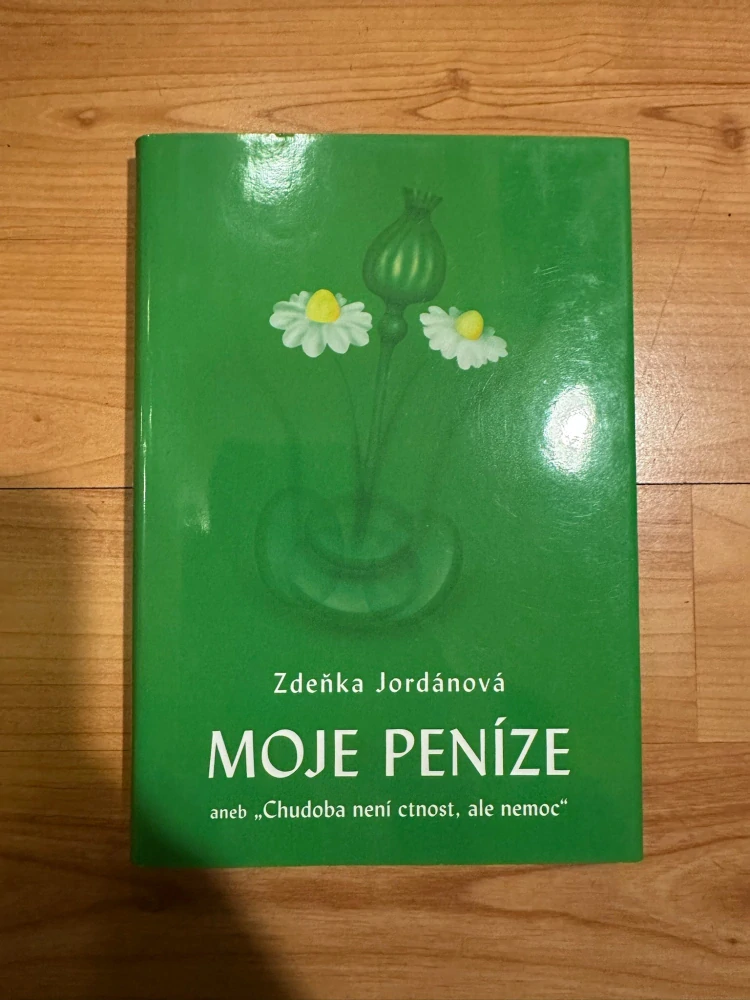 Zdeňka Jordánová
MOJE PENÍZE
aneb „Chudoba není ctnost, ale nemoc“